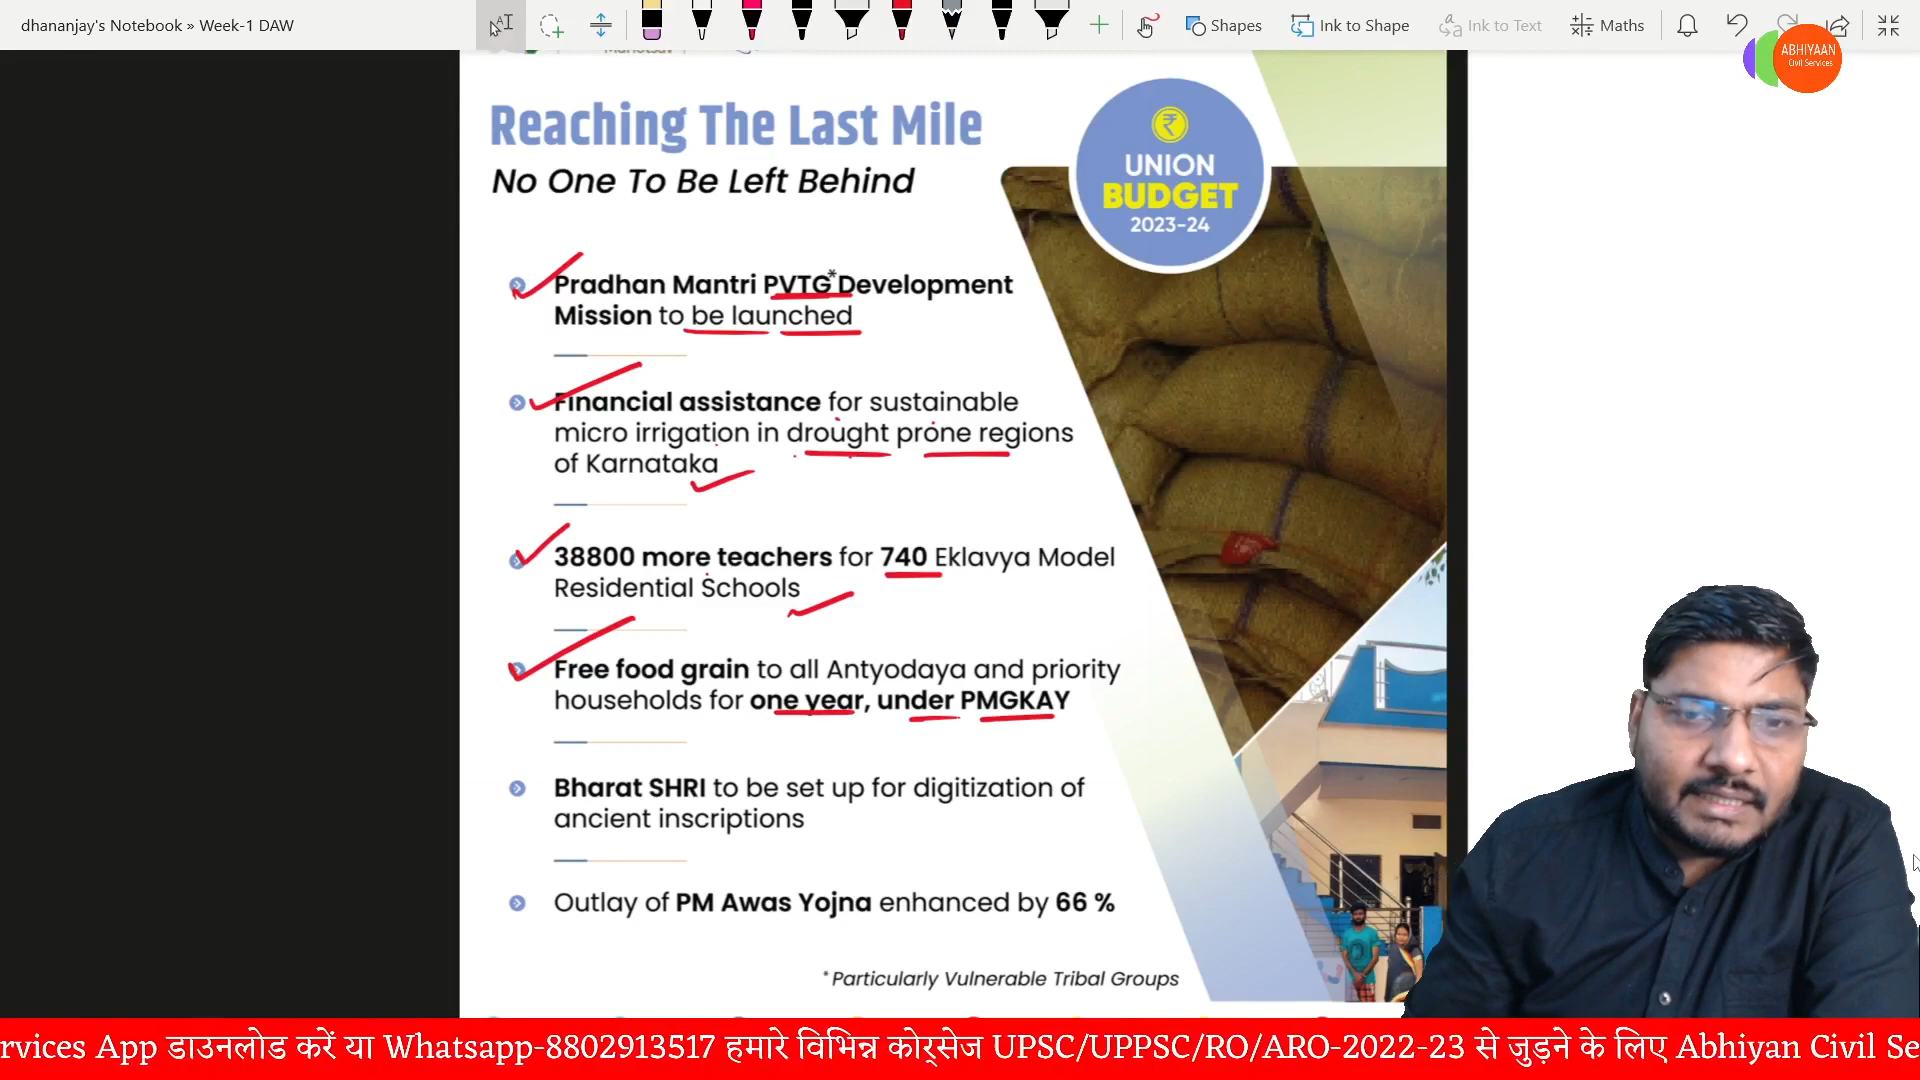 dhananjay's Notebook » Week-1 DAW
Shapes
Ink to Shape
Ink to Text
Maths
ABHIYAAN
Civil Services
Reaching The Last Mile
No One To Be Left Behind
₹
UNION
BUDGET
2023-24
Pradhan Mantri PVTG* Development
Mission to be launched
Financial assistance for sustainable
micro irrigation in drought prone regions
of Karnataka
38800 more teachers for 740 Eklavya Model
Residential Schools
Free food grain to all Antyodaya and priority
households for one year, under PMGKAY
Bharat SHRI to be set up for digitization of
ancient inscriptions
Outlay of PM Awas Yojna enhanced by 66 %
*Particularly Vulnerable Tribal Groups
rvices App डाउनलोड करें या Whatsapp-8802913517 हमारे विभिन्न कोर्सेज UPSC/UPPSC/RO/ARO-2022-23 से जुड़ने के लिए Abhiyan Civil Se